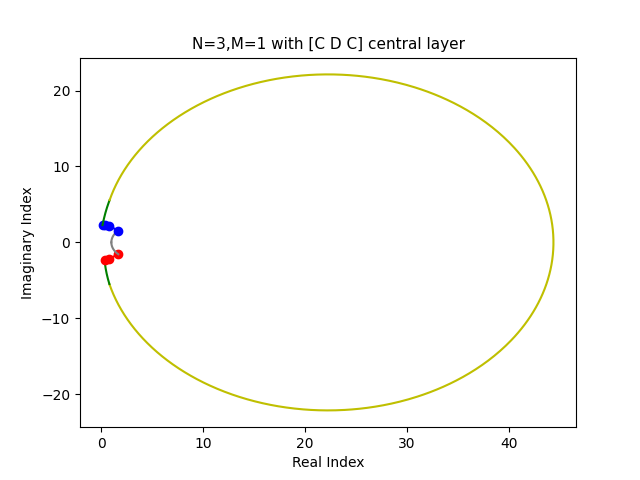 N=3,M=1 with [C D C] central layer
20
10
0
−10
−20
Imaginary Index
0 10 20 30 40
Real Index